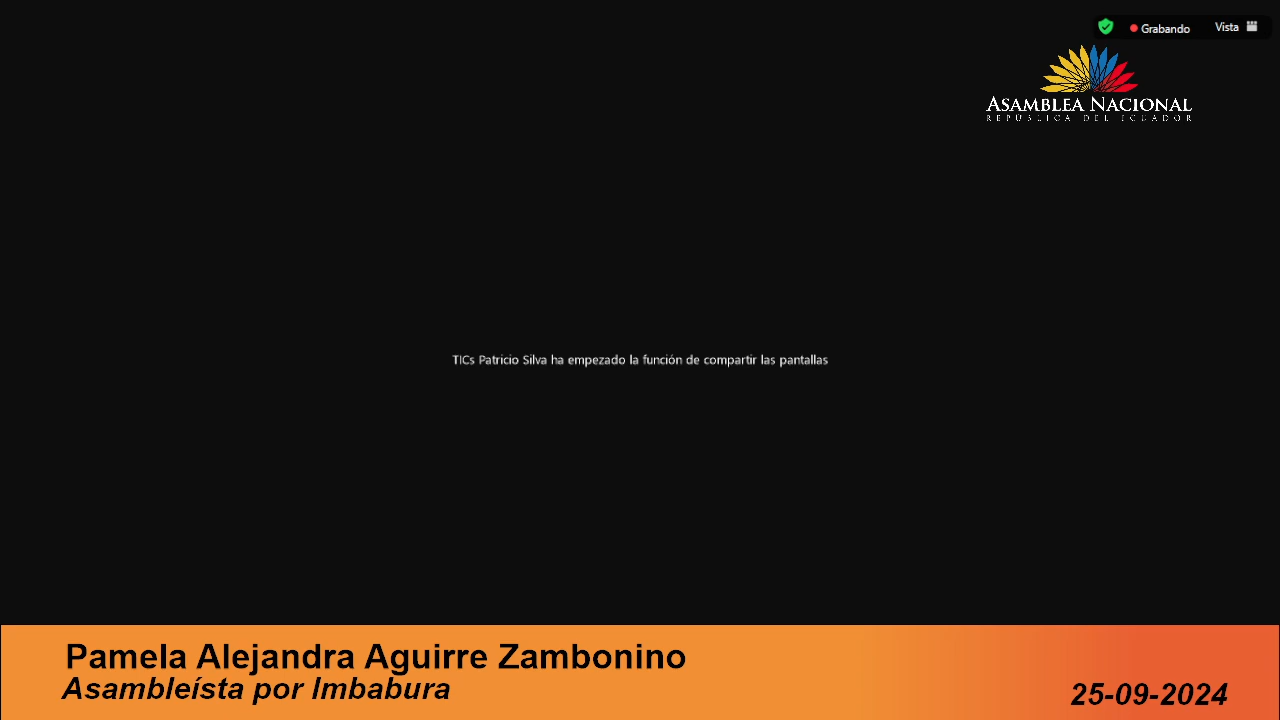 Grabando Vista
ASAMBLEA NACIONAL
REPÚBLICA DEL ECUADOR
TICs Patricio Silva ha empezado la función de compartir las pantallas
Pamela Alejandra Aguirre Zambonino
Asambleísta por Imbabura
25-09-2024